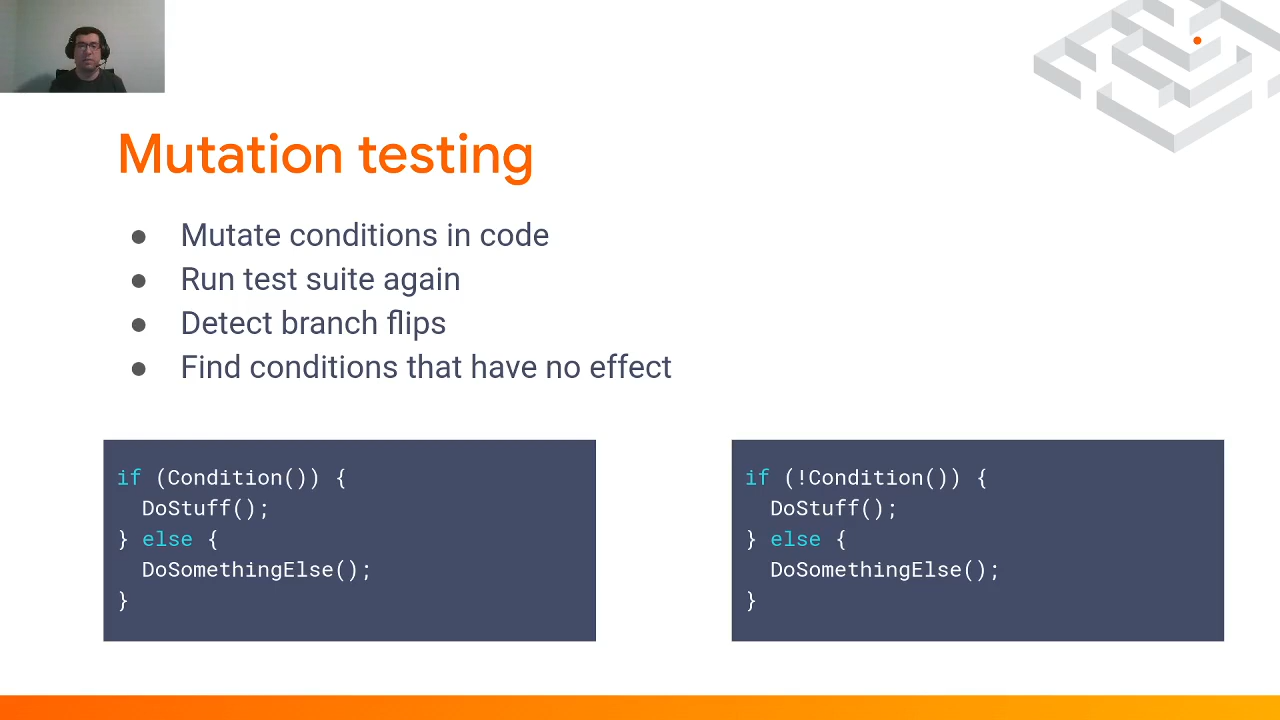 Mutation testing
● Mutate conditions in code
● Run test suite again
● Detect branch flips
● Find conditions that have no effect
if (Condition()) {
  DoStuff();
} else {
  DoSomethingElse();
}
if (!Condition()) {
  DoStuff();
} else {
  DoSomethingElse();
}